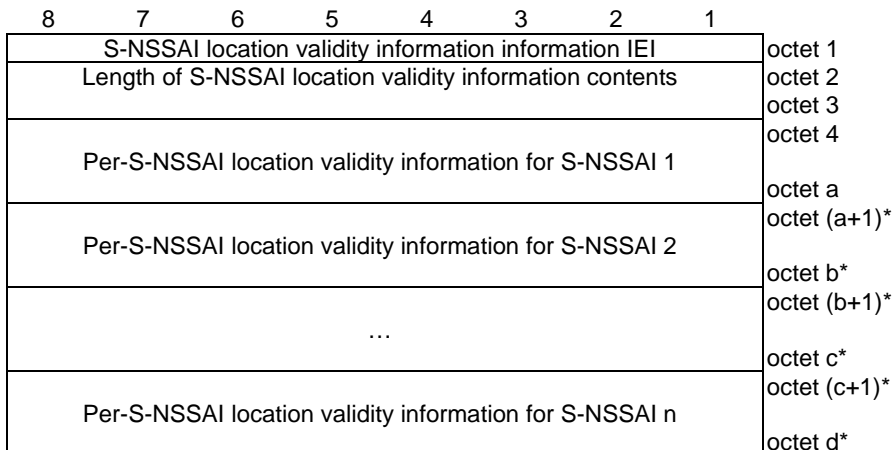 8 7 6 5 4 3 2 1
S-NSSAI location validity information information IEI octet 1
Length of S-NSSAI location validity information contents octet 2
octet 3
octet 4
Per-S-NSSAI location validity information for S-NSSAI 1
octet a
octet (a+1)*
Per-S-NSSAI location validity information for S-NSSAI 2
octet b*
octet (b+1)*
…
octet c*
octet (c+1)*
Per-S-NSSAI location validity information for S-NSSAI n
octet d*